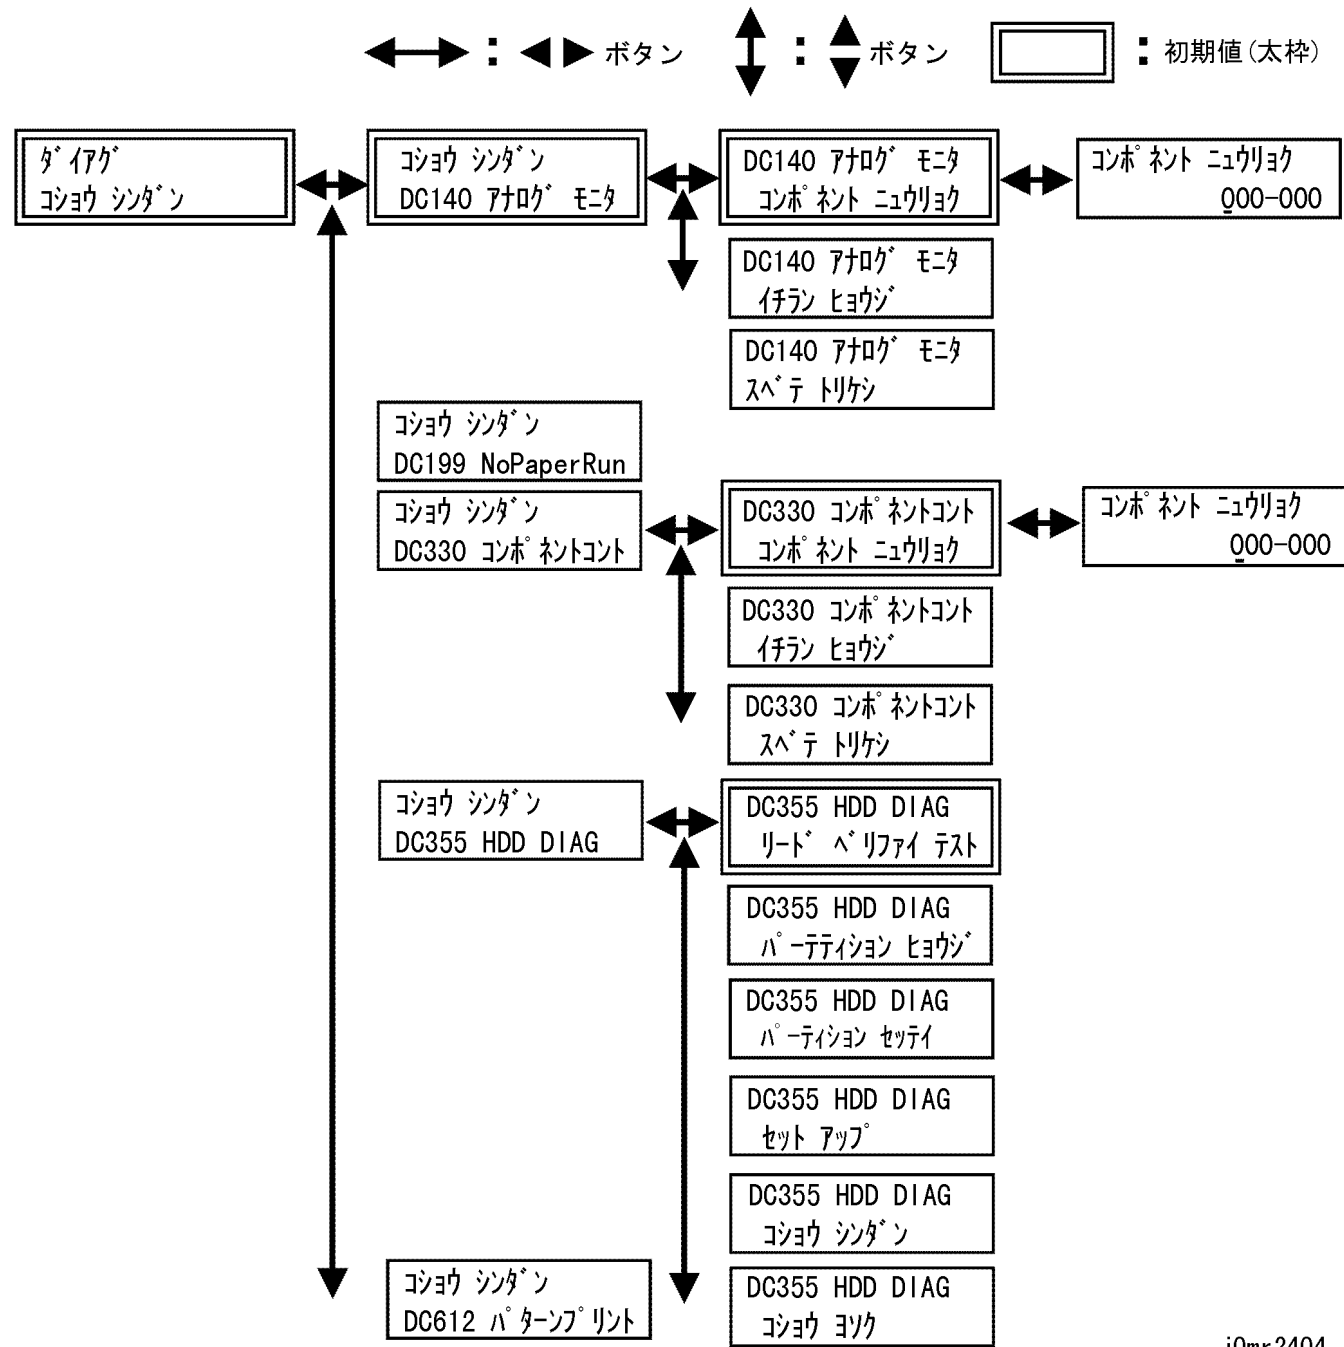 : ◀ ▶ ボタン
: ▲▼ ボタン
: 初期値(太枠)
ﾀﾞｲｱｸﾞ
ｺｼｮｳ ｼﾝﾀﾞﾝ
ｺｼｮｳ ｼﾝﾀﾞﾝ
DC140 ｱﾅﾛｸﾞ ﾓﾆﾀ
DC140 ｱﾅﾛｸﾞ ﾓﾆﾀ
ｺﾝﾎﾟﾈﾝﾄ ﾆｭｳﾘｮｸ
ｺﾝﾎﾟﾈﾝﾄ ﾆｭｳﾘｮｸ
000-000
DC140 ｱﾅﾛｸﾞ ﾓﾆﾀ
ｲﾁﾗﾝ ﾋｮｳｼﾞ
DC140 ｱﾅﾛｸﾞ ﾓﾆﾀ
ｽﾍﾞﾃ ﾄﾘｹｼ
ｺｼｮｳ ｼﾝﾀﾞﾝ
DC199 NoPaperRun
ｺｼｮｳ ｼﾝﾀﾞﾝ
DC330 ｺﾝﾎﾟﾈﾝﾄｺﾝﾄ
DC330 ｺﾝﾎﾟﾈﾝﾄｺﾝﾄ
ｺﾝﾎﾟﾈﾝﾄ ﾆｭｳﾘｮｸ
ｺﾝﾎﾟﾈﾝﾄ ﾆｭｳﾘｮｸ
000-000
DC330 ｺﾝﾎﾟﾈﾝﾄｺﾝﾄ
ｲﾁﾗﾝ ﾋｮｳｼﾞ
DC330 ｺﾝﾎﾟﾈﾝﾄｺﾝﾄ
ｽﾍﾞﾃ ﾄﾘｹｼ
ｺｼｮｳ ｼﾝﾀﾞﾝ
DC355 HDD DIAG
DC355 HDD DIAG
ﾘｰﾄﾞ ﾍﾞﾘﾌｧｲ ﾃｽﾄ
DC355 HDD DIAG
ﾊﾟｰﾃﾃｨｼｮﾝ ﾋｮｳｼﾞ
DC355 HDD DIAG
ﾊﾟｰﾃｨｼｮﾝ ｾｯﾃｲ
DC355 HDD DIAG
ｾｯﾄ ｱｯﾌﾟ
DC355 HDD DIAG
ｺｼｮｳ ｼﾝﾀﾞﾝ
ｺｼｮｳ ｼﾝﾀﾞﾝ
DC612 ﾊﾟﾀｰﾝﾌﾟﾘﾝﾄ
DC355 HDD DIAG
ｺｼｮｳ ﾖｿｸ